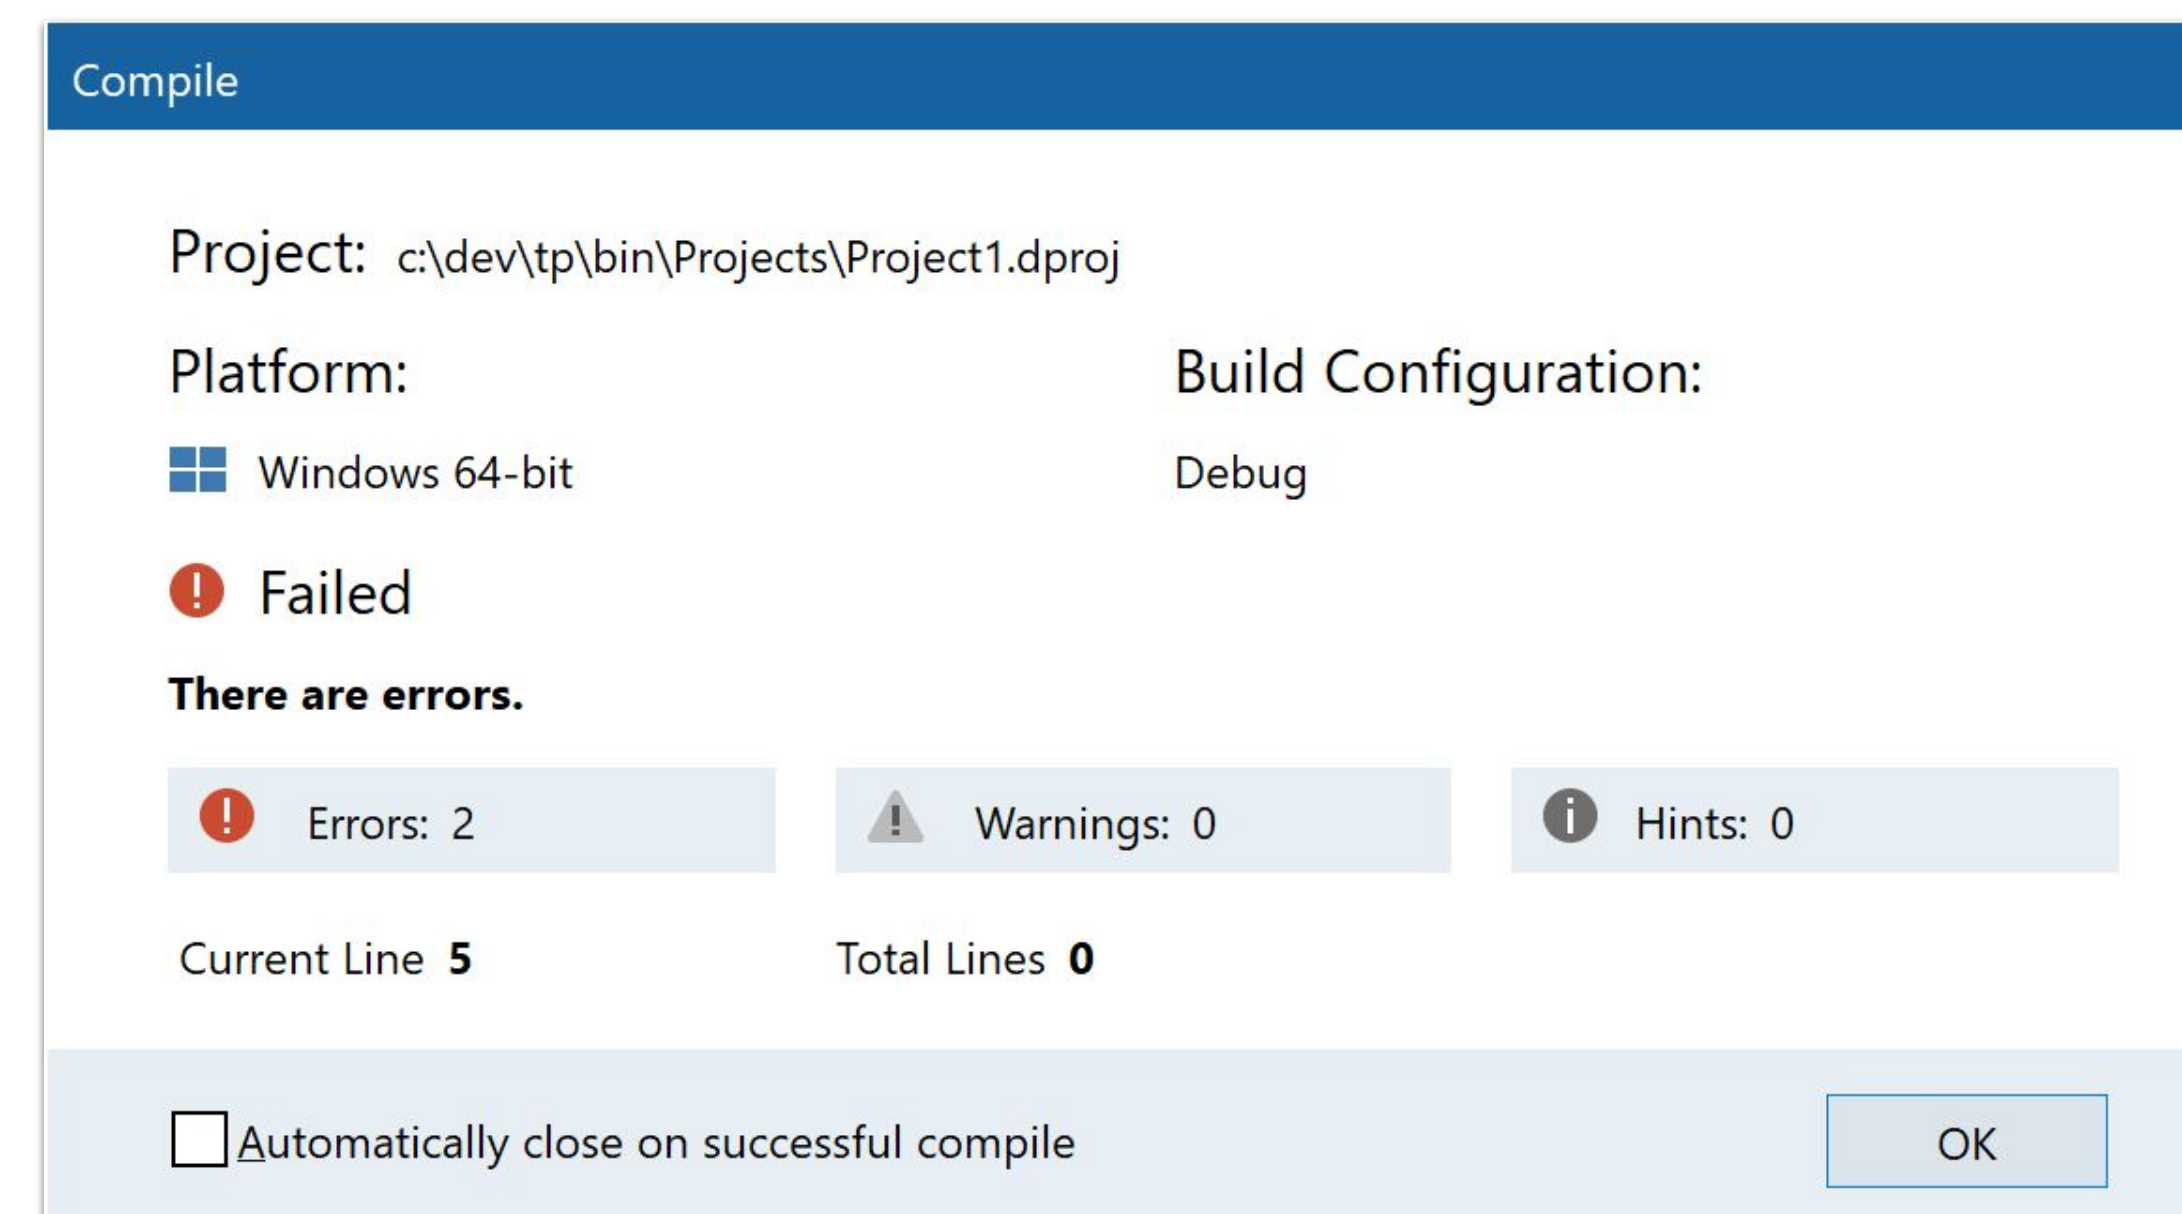 Compile
Project: c:\dev\tp\bin\Projects\Project1.dproj
Platform: Build Configuration:
Windows 64-bit Debug
Failed
There are errors.
Errors: 2 Warnings: 0 Hints: 0
Current Line 5 Total Lines 0
Automatically close on successful compile OK